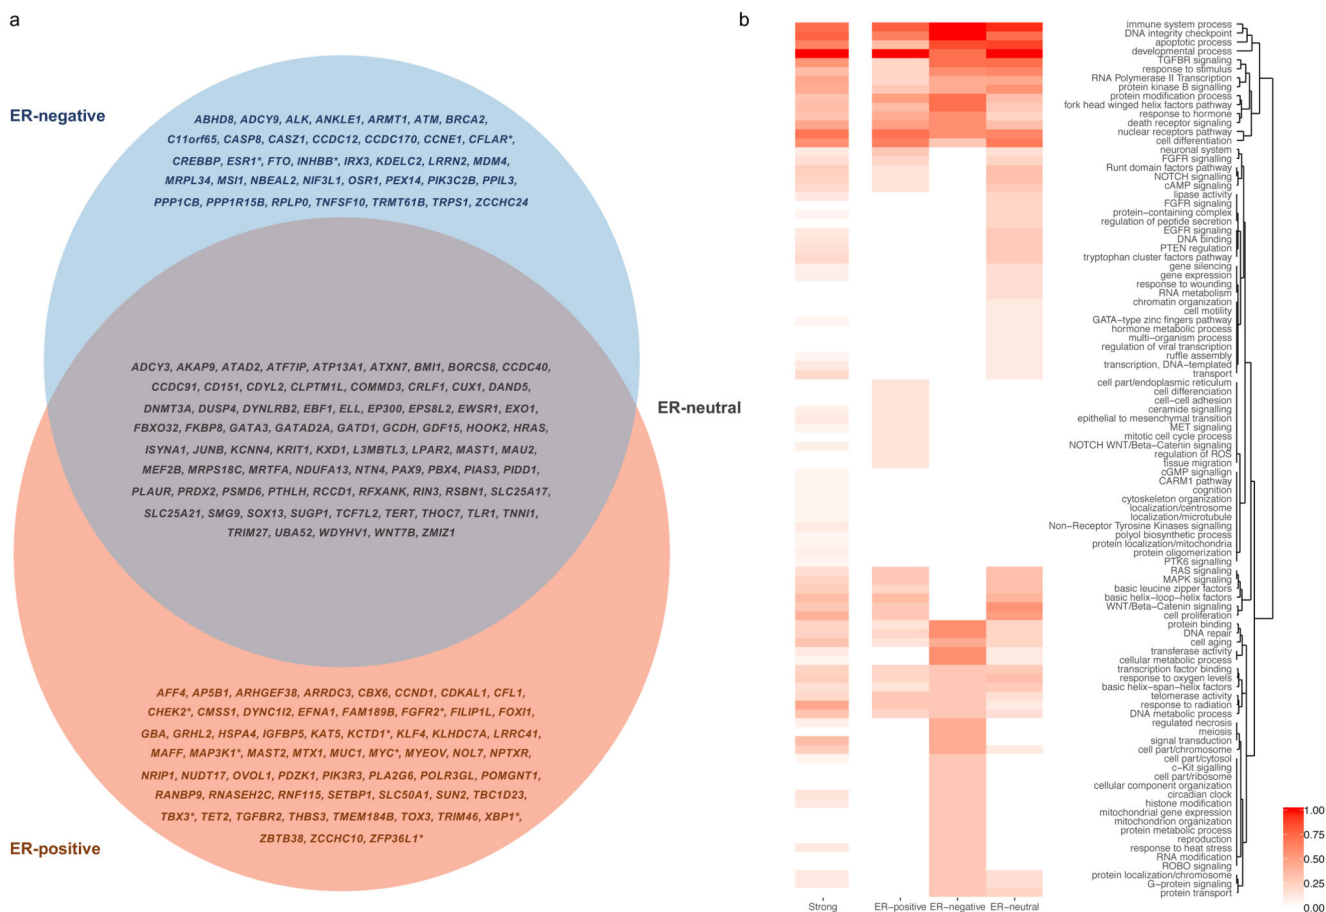 a
ER-negative
ABHD8, ADCY9, ALK, ANKLE1, ARMT1, ATM, BRCA2,
C11orf65, CASP8, CASZ1, CCDC12, CCDC170, CCNE1, CFLAR*,
CREBBP, ESR1*, FTO, INHBB*, IRX3, KDELC2, LRRN2, MDM4,
MRPL34, MSI1, NBEAL2, NIF3L1, OSR1, PEX14, PIK3C2B, PPIL3,
PPP1CB, PPP1R15B, RPLP0, TNFSF10, TRMT61B, TRPS1, ZCCHC24
ADCY3, AKAP9, ATAD2, ATF7IP, ATP13A1, ATXN7, BMI1, BORCS8, CCDC40,
CCDC91, CD151, CDYL2, CLPTM1L, COMMD3, CRLF1, CUX1, DAND5,
DNMT3A, DUSP4, DYNLRB2, EBF1, ELL, EP300, EPS8L2, EWSR1, EXO1,
FBXO32, FKBP8, GATA3, GATAD2A, GATD1, GCDH, GDF15, HOOK2, HRAS,
ISYNA1, JUNB, KCNN4, KRIT1, KXD1, L3MBTL3, LPAR2, MAST1, MAU2,
MEF2B, MRPS18C, MRTFA, NDUFA13, NTN4, PAX9, PBX4, PIAS3, PIDD1,
PLAUR, PRDX2, PSMD6, PTHLH, RCCD1, RFXANK, RIN3, RSBN1, SLC25A17,
SLC25A21, SMG9, SOX13, SUGP1, TCF7L2, TERT, THOC7, TLR1, TNNI1,
TRIM27, UBA52, WDYHV1, WNT7B, ZMIZ1
ER-neutral
AFF4, AP5B1, ARHGEF38, ARRDC3, CBX6, CCND1, CDKAL1, CFL1,
CHEK2*, CMSS1, DYNC1I2, EFNA1, FAM189B, FGFR2*, FILIP1L, FOXI1,
GBA, GRHL2, HSPA4, IGFBP5, KAT5, KCTD1*, KLF4, KLHDC7A, LRRC41,
MAFF, MAP3K1*, MAST2, MTX1, MUC1, MYC*, MYEOV, NOL7, NPTXR,
NRIP1, NUDT17, OVOL1, PDZK1, PIK3R3, PLA2G6, POLR3GL, POMGNT1,
RANBP9, RNASEH2C, RNF115, SETBP1, SLC50A1, SUN2, TBC1D23,
TBX3*, TET2, TGFBR2, THBS3, TMEM184B, TOX3, TRIM46, XBP1*,
ZBTB38, ZCCHC10, ZFP36L1*
ER-positive
b
immune system process
DNA integrity checkpoint
apoptotic process
developmental process
TGFBR signaling
response to stimulus
RNA Polymerase II Transcription
protein kinase B signalling
protein modification process
fork head winged helix factors pathway
response to hormone
death receptor signaling
nuclear receptors pathway
cell differentiation
neuronal system
FGFR signalling
Runt domain factors pathway
NOTCH signalling
cAMP signaling
lipase activity
FGFR signaling
protein-containing complex
regulation of peptide secretion
EGFR signaling
DNA binding
PTEN regulation
tryptophan cluster factors pathway
gene silencing
gene expression
response to wounding
RNA metabolism
chromatin organization
cell motility
GATA-type zinc fingers pathway
hormone metabolic process
multi-organism process
regulation of viral transcription
ruffle assembly
transcription, DNA-templated
transport
cell part/endoplasmic reticulum
cell differenciation
cell-cell-adhesion
ceramide signalling
epithelial to mesenchymal transition
MET signaling
mitotic cell cycle process
NOTCH WNT/Beta-Catenin signaling
regulation of ROS
tissue migration
cGMP signallign
CARM1 pathway
cognition
cytoskeleton organization
localization/centrosome
localization/microtubule
Non-Receptor Tyrosine Kinases signalling
polyol biosynthetic process
protein localization/mitochondria
protein oligomerization
PTK6 signalling
RAS signaling
MAPK signaling
basic leucine zipper factors
basic helix-loop-helix factors
WNT/Beta-Catenin signaling
cell proliferation
protein binding
DNA repair
cell aging
transferase activity
cellular metabolic process
transcription factor binding
response to oxygen levels
basic helix-span-helix factors
telomerase activity
response to radiation
DNA metabolic process
regulated necrosis
meiosis
signal transduction
cell part/chromosome
cell part/cytosol
c-Kit sigalling
cell part/ribosome
cellular component organization
circadian clock
histone modification
mitochondrial gene expression
mitochondrion organization
protein metabolic process
reproduction
response to heat stress
RNA modification
ROBO signaling
protein localization/chromosome
G-protein signaling
protein transport
Strong ER-positive ER-negative ER-neutral
1.00
0.75
0.50
0.25
0.00